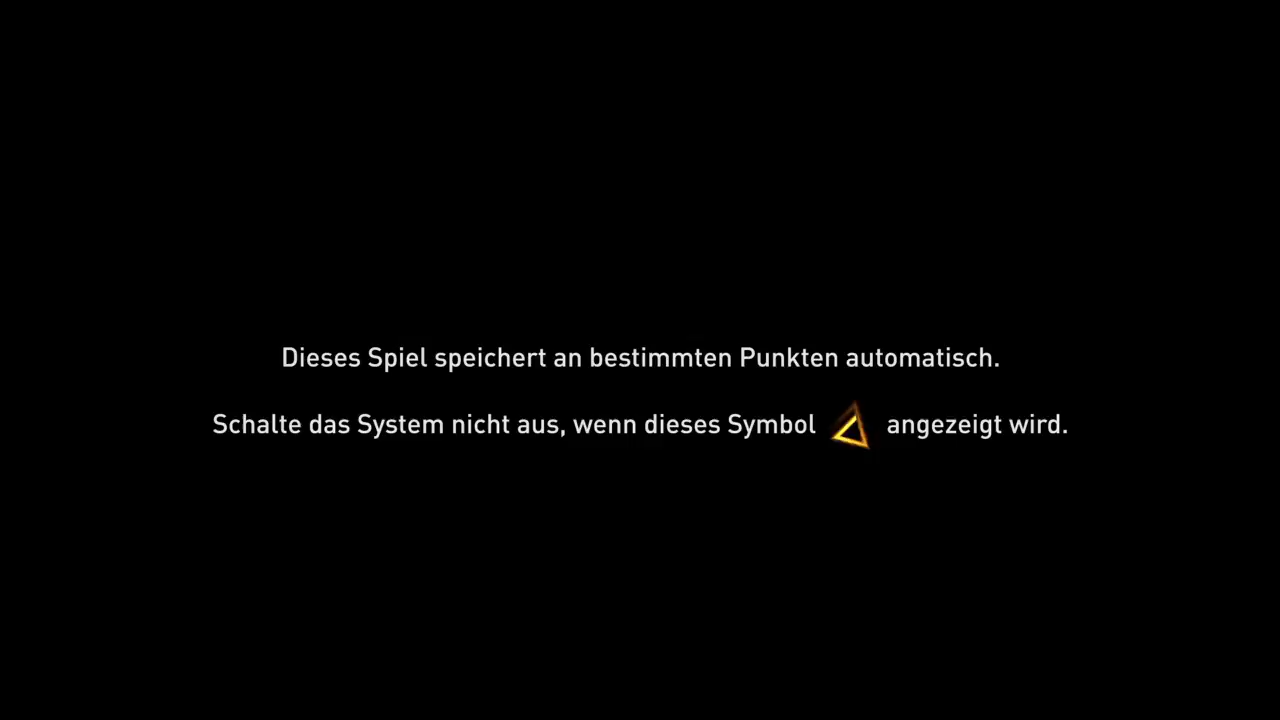 Dieses Spiel speichert an bestimmten Punkten automatisch.
Schalte das System nicht aus, wenn dieses Symbol angezeigt wird.